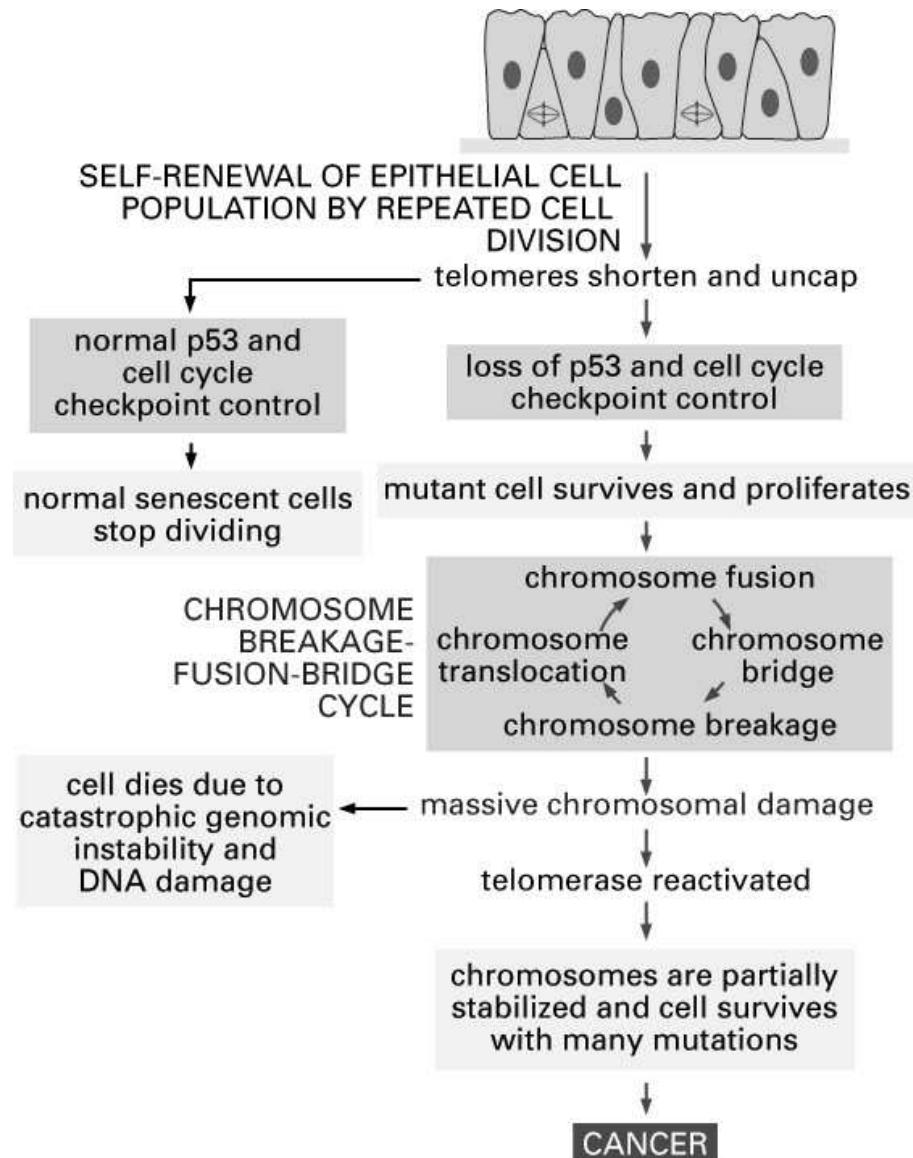 SELF-RENEWAL OF EPITHELIAL CELL
POPULATION BY REPEATED CELL
DIVISION
telomeres shorten and uncap
normal p53 and
cell cycle
checkpoint control
loss of p53 and cell cycle
checkpoint control
normal senescent cells
stop dividing
mutant cell survives and proliferates
CHROMOSOME
BREAKAGE-
FUSION-BRIDGE
CYCLE
chromosome fusion
chromosome
translocation
chromosome
bridge
chromosome breakage
cell dies due to
catastrophic genomic
instability and
DNA damage
massive chromosomal damage
telomerase reactivated
chromosomes are partially
stabilized and cell survives
with many mutations
CANCER